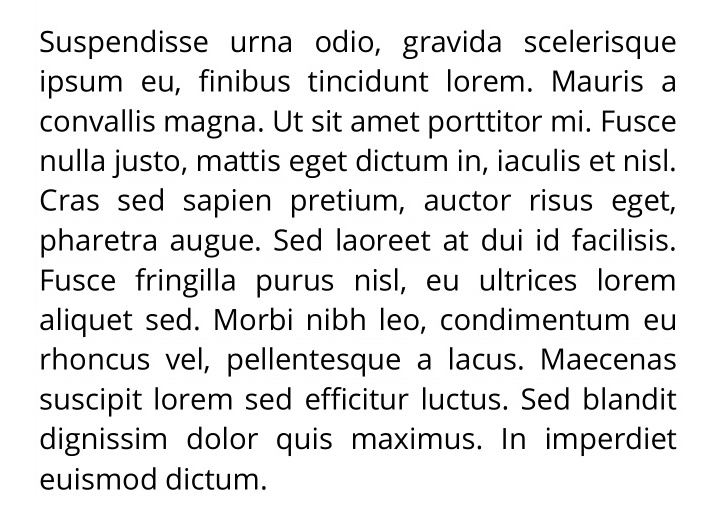 Suspendisse urna odio, gravida scelerisque
ipsum eu, finibus tincidunt lorem. Mauris a
convallis magna. Ut sit amet porttitor mi. Fusce
nulla justo, mattis eget dictum in, iaculis et nisl.
Cras sed sapien pretium, auctor risus eget,
pharetra augue. Sed laoreet at dui id facilisis.
Fusce fringilla purus nisl, eu ultrices lorem
aliquet sed. Morbi nibh leo, condimentum eu
rhoncus vel, pellentesque a lacus. Maecenas
suscipit lorem sed efficitur luctus. Sed blandit
dignissim dolor quis maximus. In imperdiet
euismod dictum.